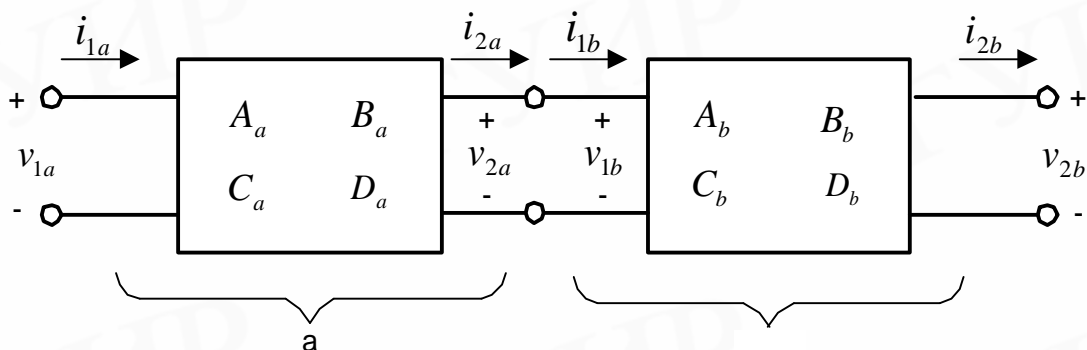 i1a i2a i1b i2b
+ + + +
Aa Ba Ab Bb
v1a v2a v1b v2b
Ca Da Cb Db
- - - -
a